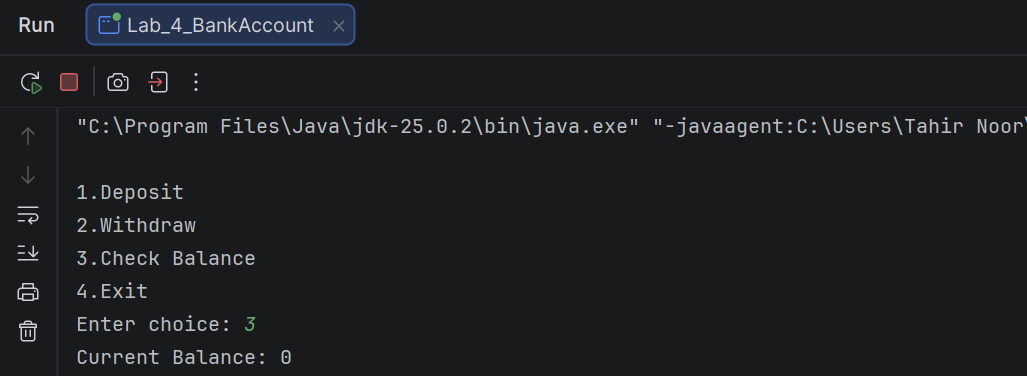 Run
Lab_4_BankAccount
"C:\Program Files\Java\jdk-25.0.2\bin\java.exe" "-javaagent:C:\Users\Tahir Noor\
1.Deposit
2.Withdraw
3.Check Balance
4.Exit
Enter choice: 3
Current Balance: 0